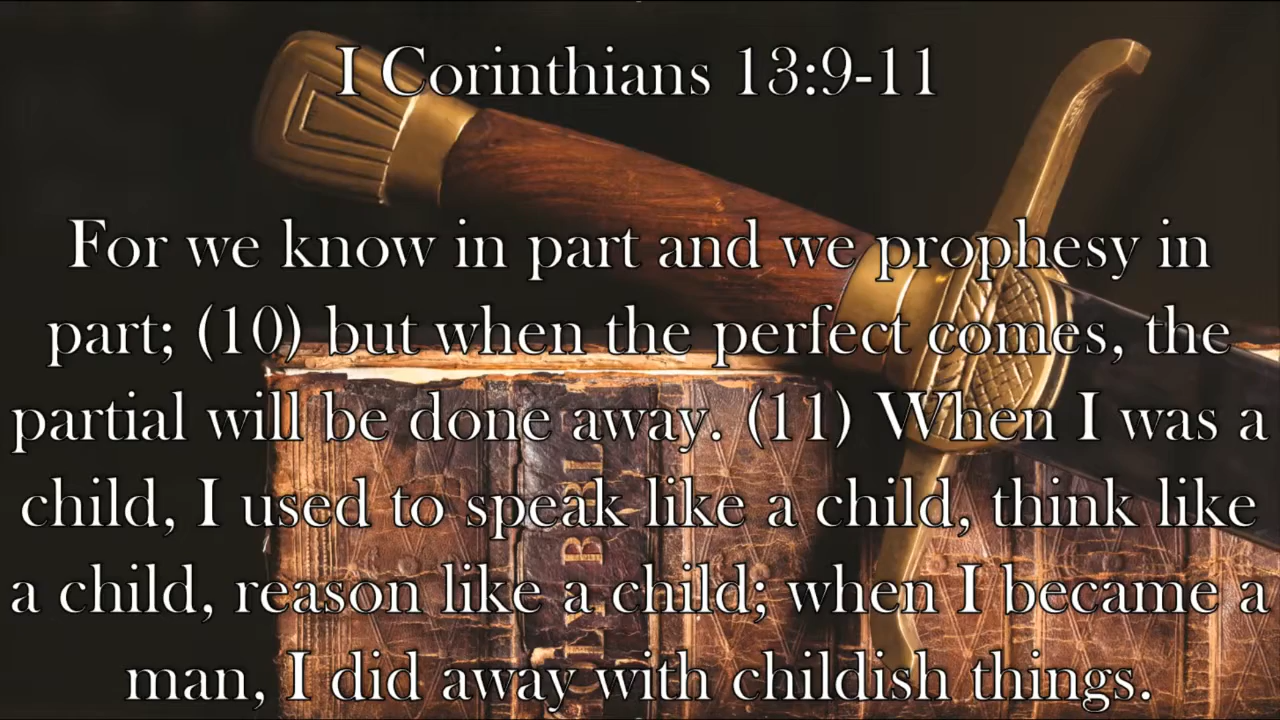 I Corinthians 13:9-11
For we know in part and we prophesy in
part; (10) but when the perfect comes, the
partial will be done away. (11) When I was a
child, I used to speak like a child, think like
a child, reason like a child; when I became a
man, I did away with childish things.